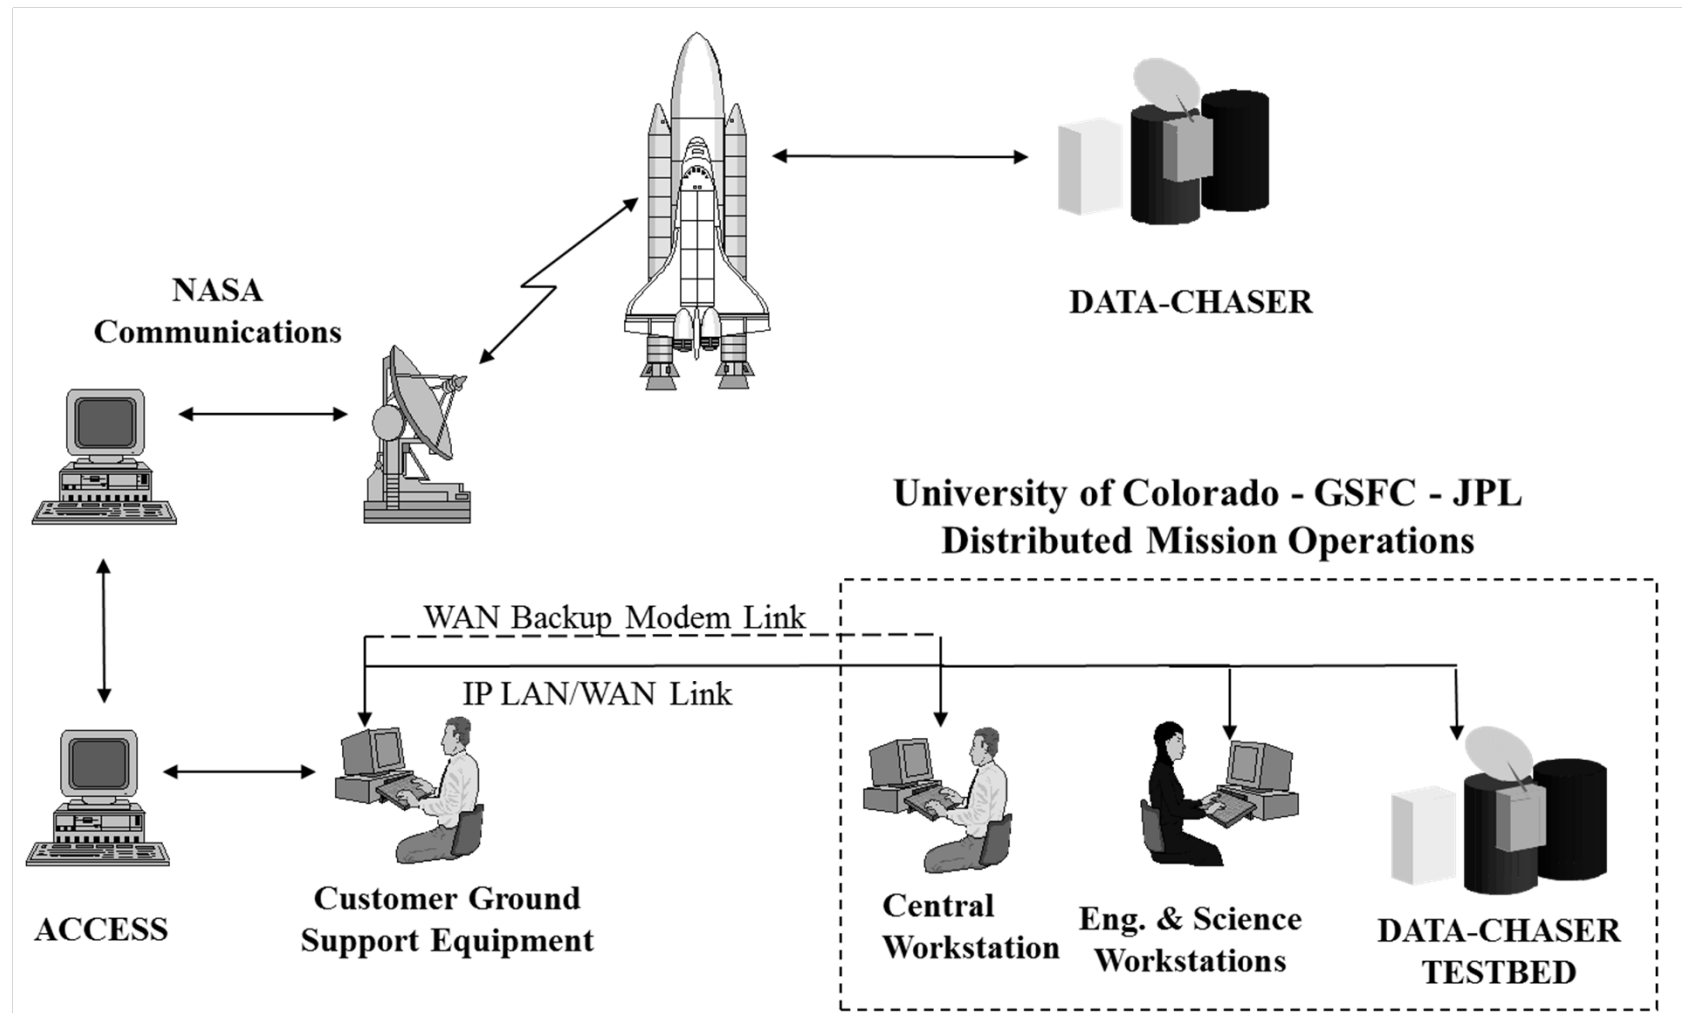 NASA
Communications
DATA-CHASER
University of Colorado - GSFC - JPL
Distributed Mission Operations
WAN Backup Modem Link
IP LAN/WAN Link
ACCESS
Customer Ground
Support Equipment
Central
Workstation
Eng. & Science
Workstations
DATA-CHASER
TESTBED